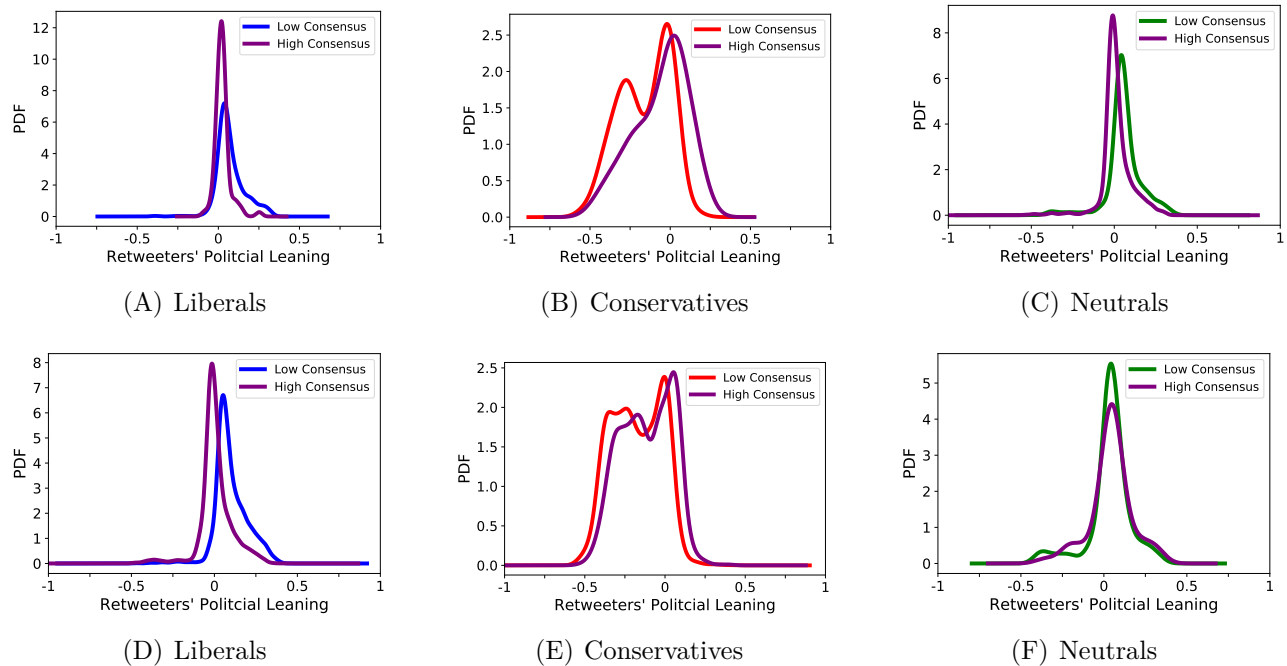 12
10
8
6
4
2
0
PDF
Low Consensus
High Consensus
-1
-0.5
0
0.5
1
Retweeters' Politcial Leaning
(A) Liberals
2.5
2.0
1.5
1.0
0.5
0.0
PDF
Low Consensus
High Consensus
-1
-0.5
0
0.5
1
Retweeters' Politcial Leaning
(B) Conservatives
8
6
4
2
0
PDF
Low Consensus
High Consensus
-1
-0.5
0
0.5
1
Retweeters' Politcial Leaning
(C) Neutrals
8
7
6
5
4
3
2
1
0
PDF
Low Consensus
High Consensus
-1
-0.5
0
0.5
1
Retweeters' Politcial Leaning
(D) Liberals
2.5
2.0
1.5
1.0
0.5
0.0
PDF
Low Consensus
High Consensus
-1
-0.5
0
0.5
1
Retweeters' Politcial Leaning
(E) Conservatives
5
4
3
2
1
0
PDF
Low Consensus
High Consensus
-1
-0.5
0
0.5
1
Retweeters' Politcial Leaning
(F) Neutrals